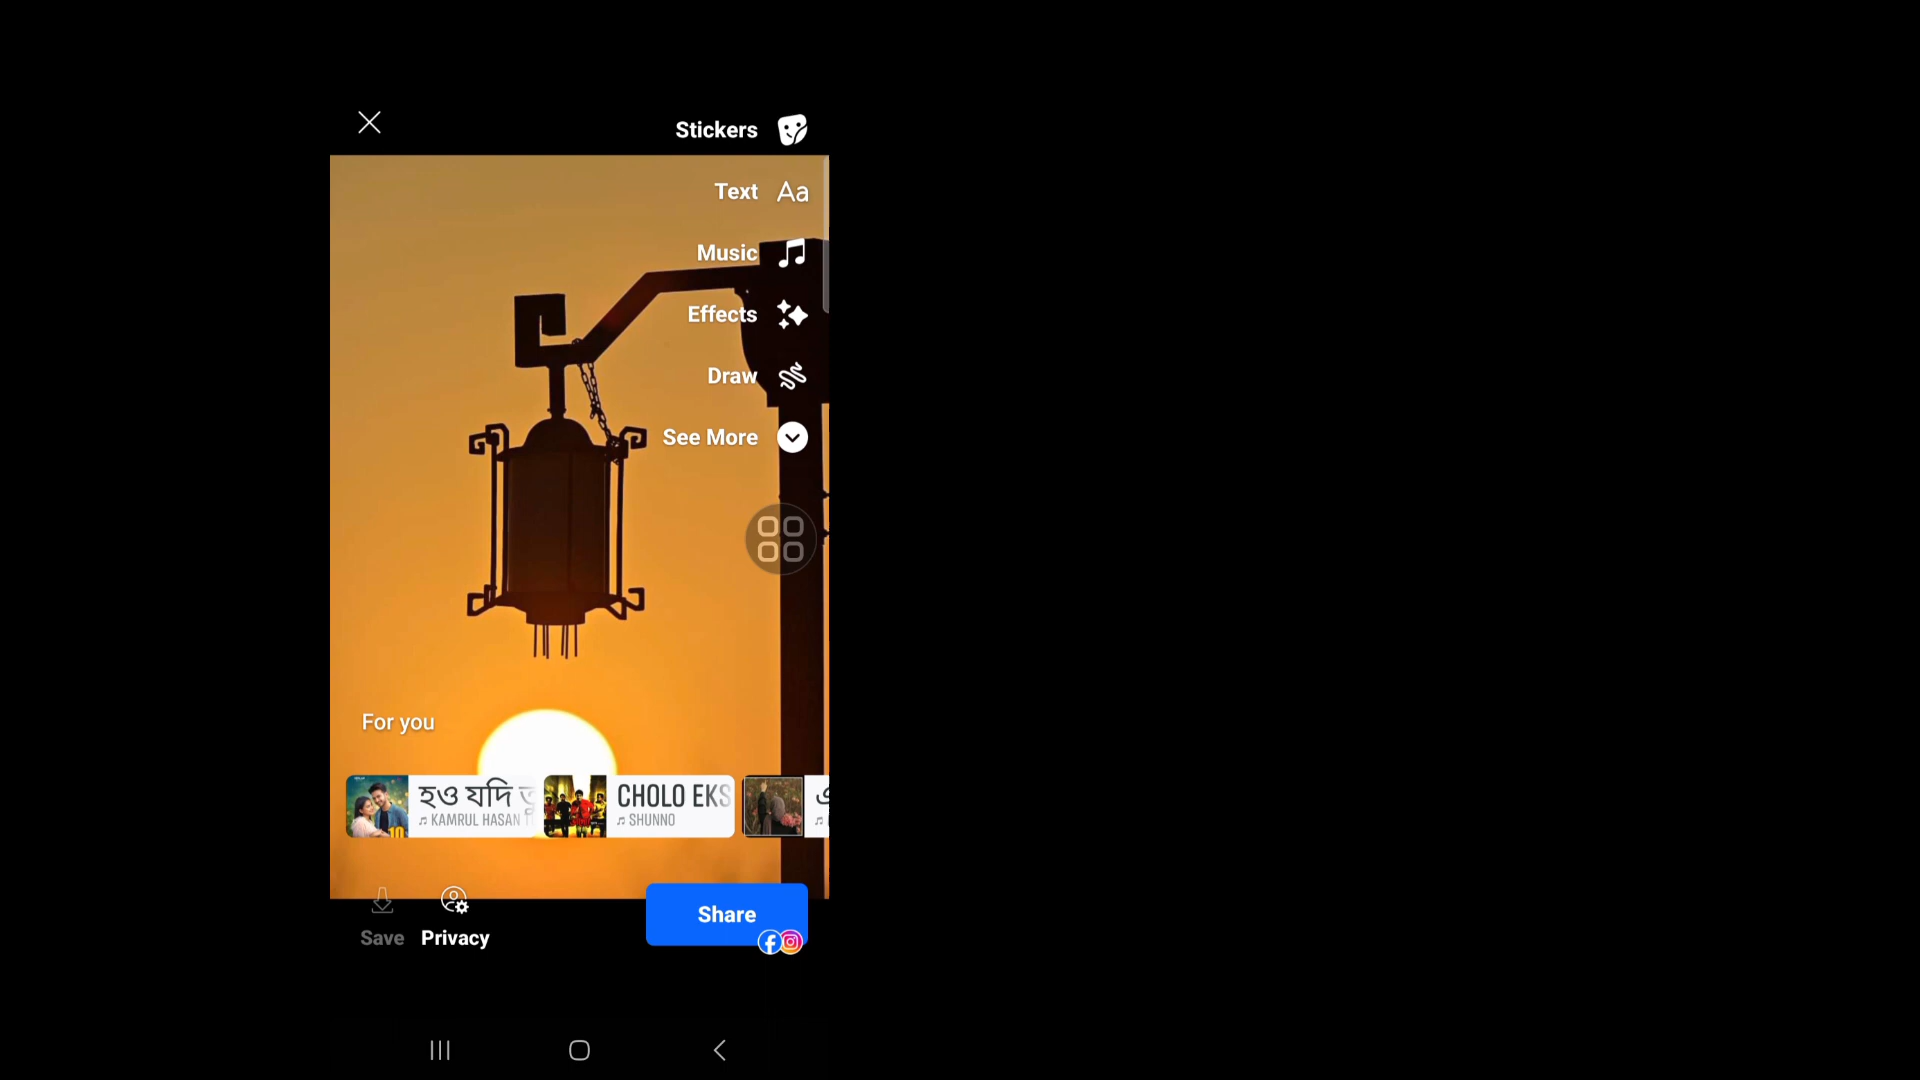 Stickers
Text Aa
Music
Effects
Draw
See More
For you
হও যদি
KAMRUL HASAN
CHOLO EKS
SHUNNO
10
Save
Privacy
Share